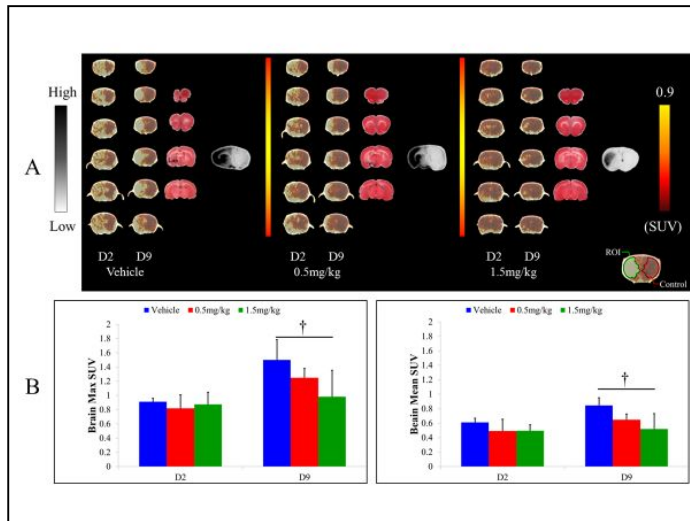 High
A
Low
0.9
(SUV)
ROI
Control
D2 D9
Vehicle
D2 D9
0.5mg/kg
D2 D9
1.5mg/kg
B
Vehicle 0.5mg/kg 1.5mg/kg
Brain Max SUV
2
1.8
1.6
1.4
1.2
1
0.8
0.6
0.4
0.2
0
†
D2 D9
Vehicle 0.5mg/kg 1.5mg/kg
Beain Mean SUV
2
1.8
1.6
1.4
1.2
1
0.8
0.6
0.4
0.2
0
†
D2 D9